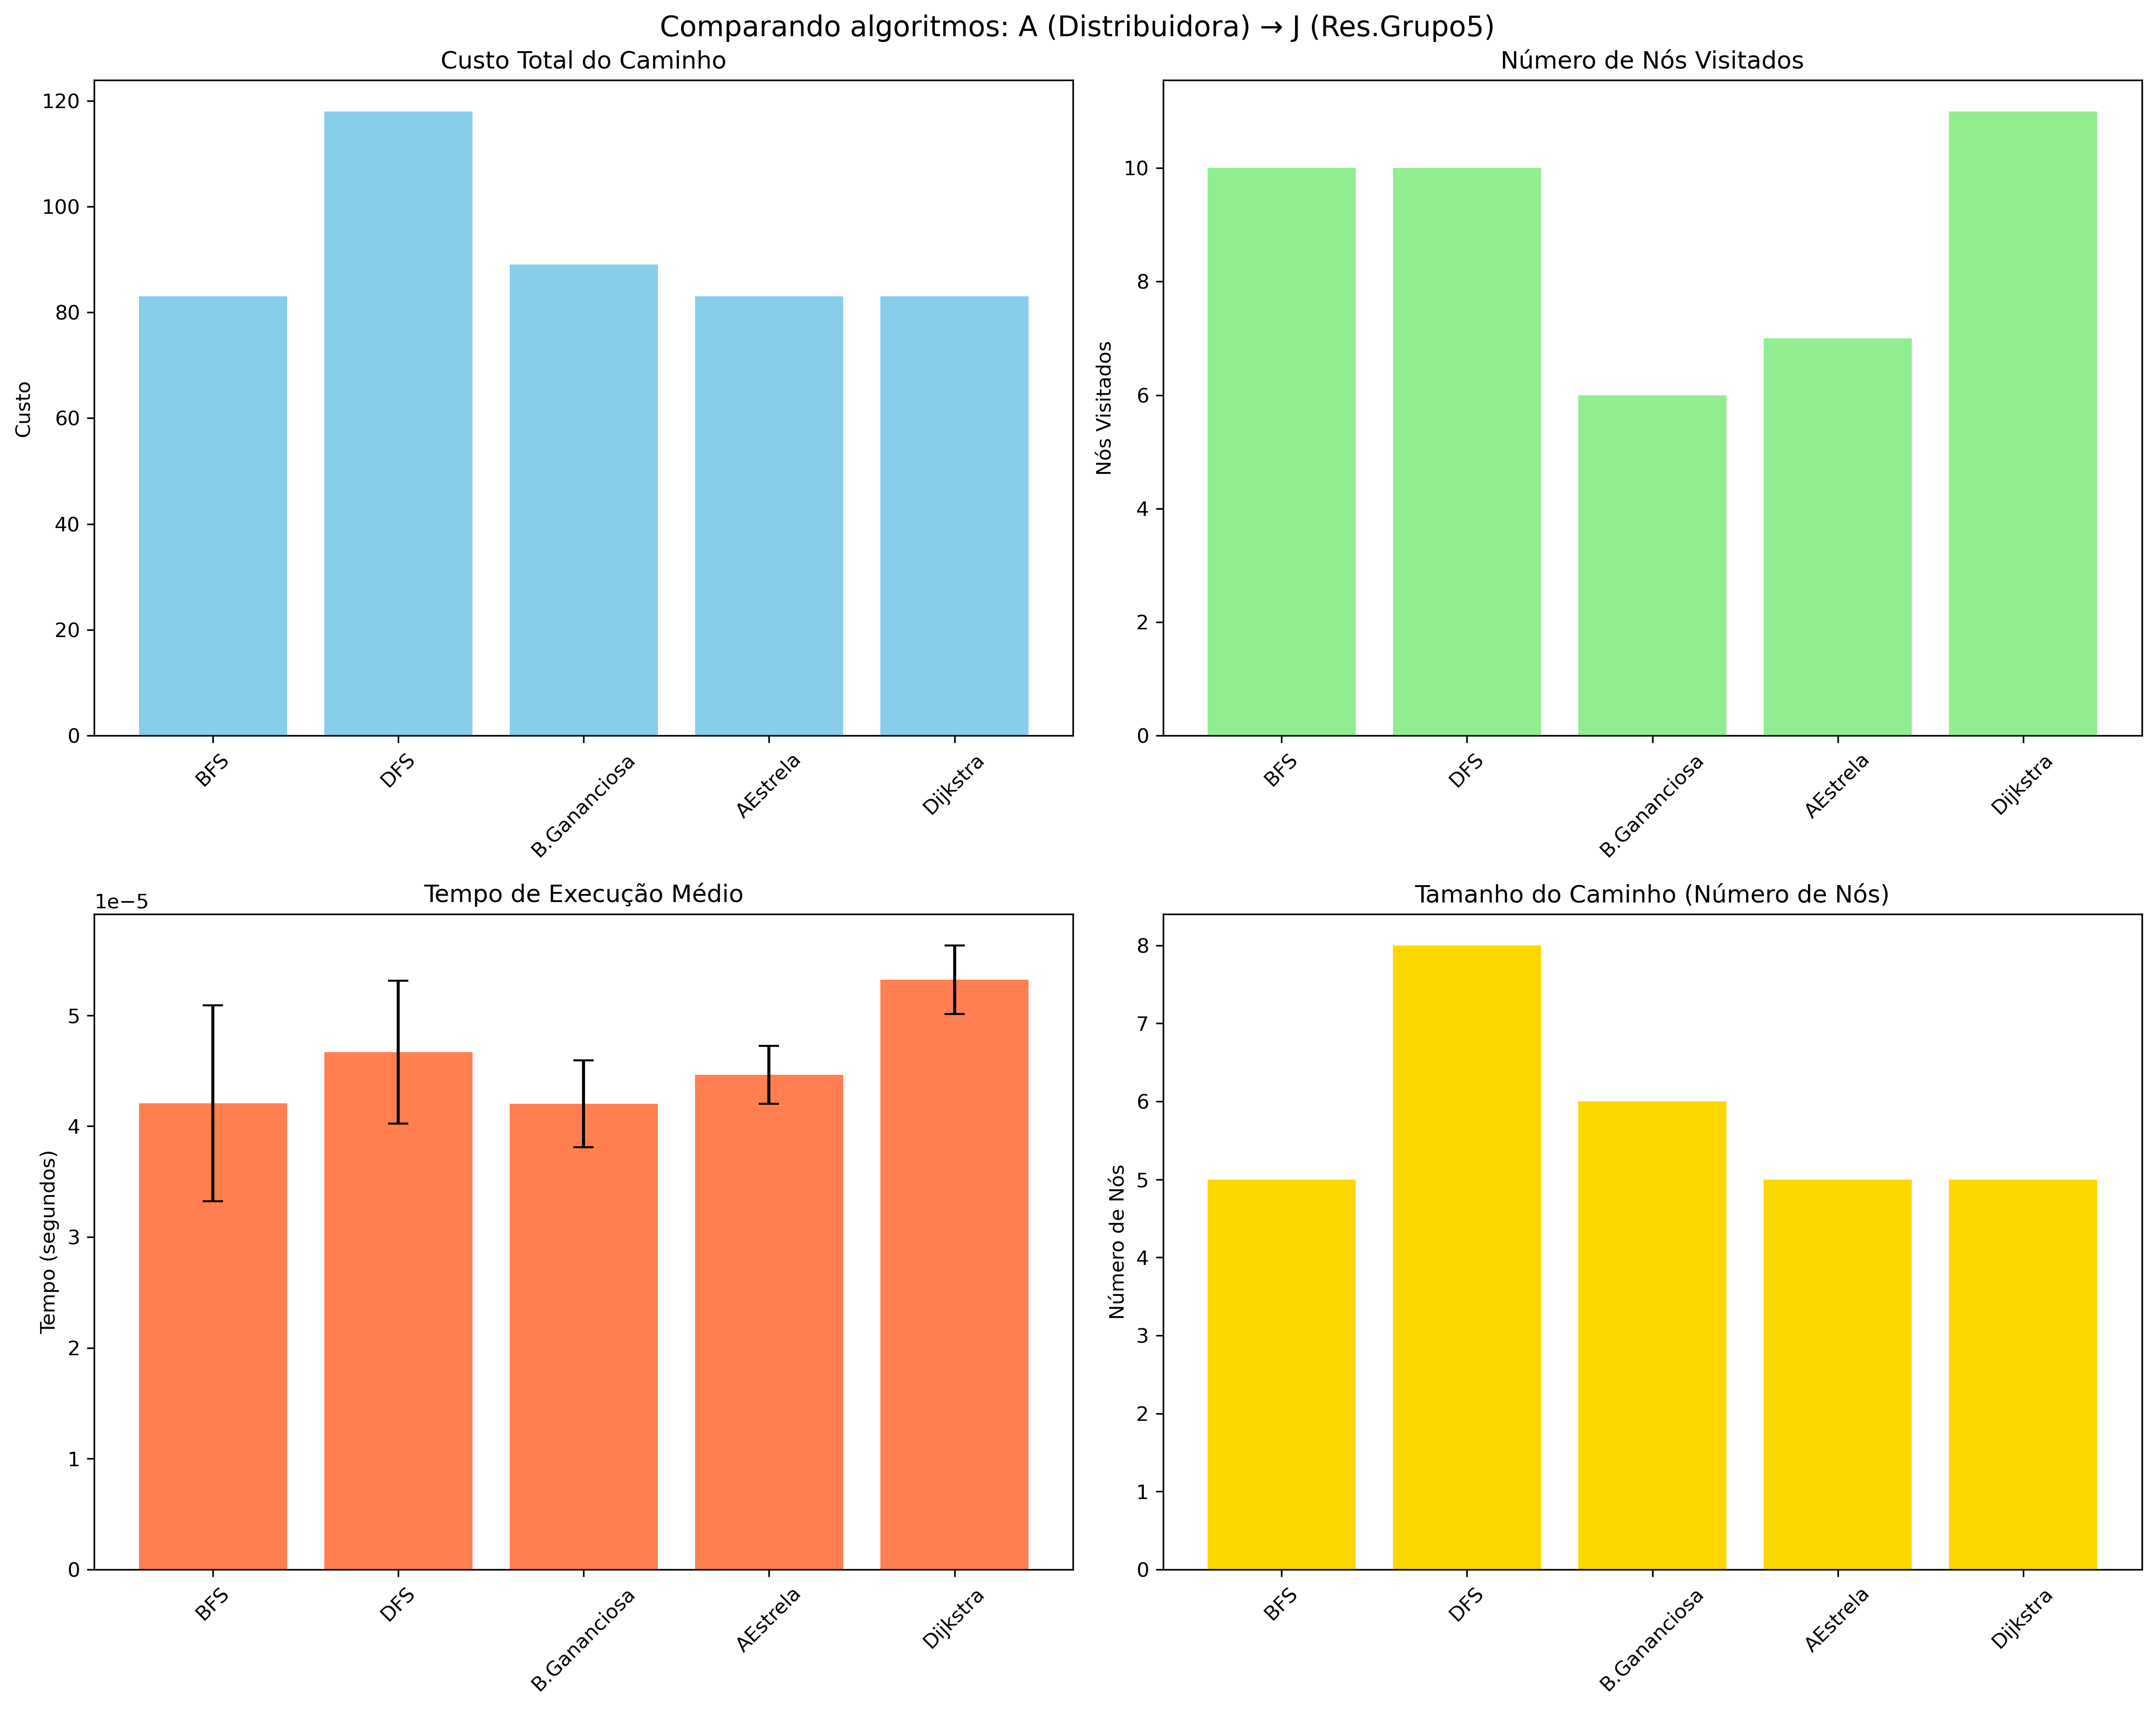 Comparando algoritmos: A (Distribuidora) → J (Res.Grupo5)
Custo Total do Caminho
Custo
120
100
80
60
40
20
0
BFS
DFS
B.Gananciosa
AEstrela
Dijkstra
Número de Nós Visitados
Nós Visitados
10
8
6
4
2
0
BFS
DFS
B.Gananciosa
AEstrela
Dijkstra
Tempo de Execução Médio
1e−5
Tempo (segundos)
5
4
3
2
1
0
BFS
DFS
B.Gananciosa
AEstrela
Dijkstra
Tamanho do Caminho (Número de Nós)
Número de Nós
8
7
6
5
4
3
2
1
0
BFS
DFS
B.Gananciosa
AEstrela
Dijkstra